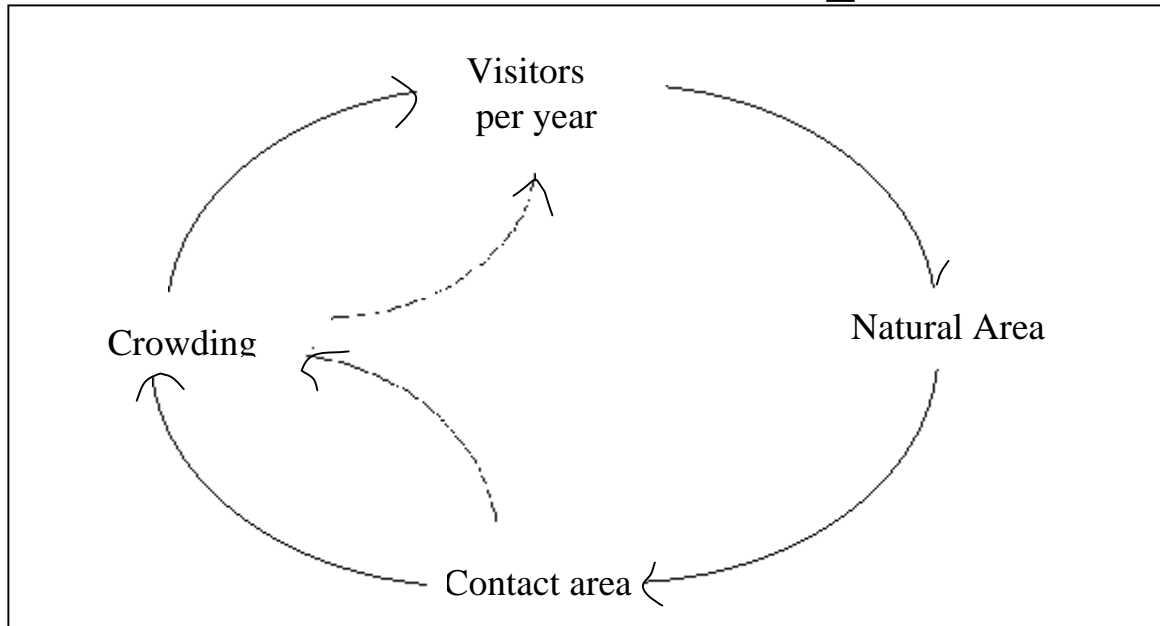 Visitors
per year
Crowding
Natural Area
Contact area